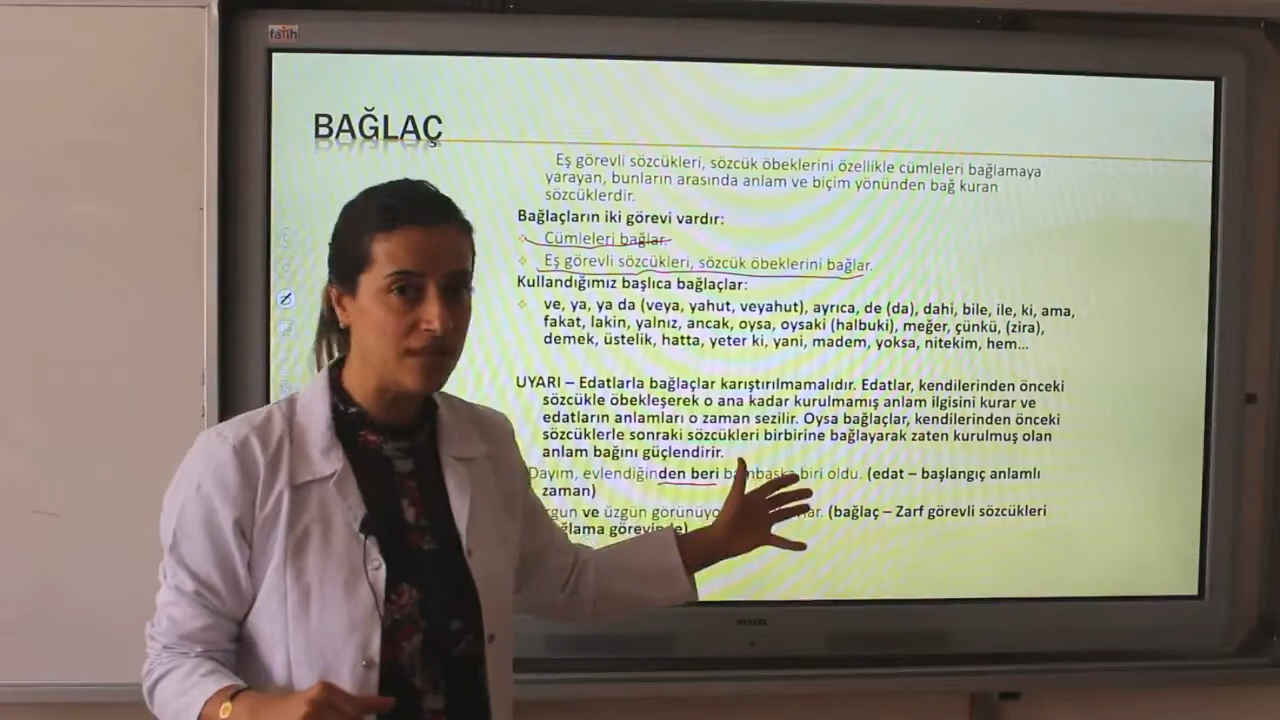 fatih
BAĞLAÇ
Eş görevli sözcükleri, sözcük öbeklerini özellikle cümleleri bağlamaya
yarayan, bunların arasında anlam ve biçim yönünden bağ kuran
sözcüklerdir.
Bağlaçların iki görevi vardır:
Cümleleri bağlar.
Eş görevli sözcükleri, sözcük öbeklerini bağlar.
Kullandığımız başlıca bağlaçlar:
ve, ya, ya da (veya, yahut, veyahut), ayrıca, de (da), dahi, bile, ile, ki, ama,
fakat, lakin, yalnız, ancak, oysa, oysaki (halbuki), meğer, çünkü, (zira),
demek, üstelik, hatta, yeter ki, yani, madem, yoksa, nitekim, hem...
UYARI – Edatlarla bağlaçlar karıştırılmamalıdır. Edatlar, kendilerinden önceki
sözcükle öbekleşerek o ana kadar kurulmamış anlam ilgisini kurar ve
edatların anlamları o zaman sezilir. Oysa bağlaçlar, kendilerinden önceki
sözcüklerle sonraki sözcükleri birbirine bağlayarak zaten kurulmuş olan
anlam bağını güçlendirir.
Dayım, evlendiğinden beri bambaşka biri oldu. (edat – başlangıç anlamlı
zaman)
ve üzgün (bağlaç – Zarf görevli sözcükleri
görevinde)
VESTEL